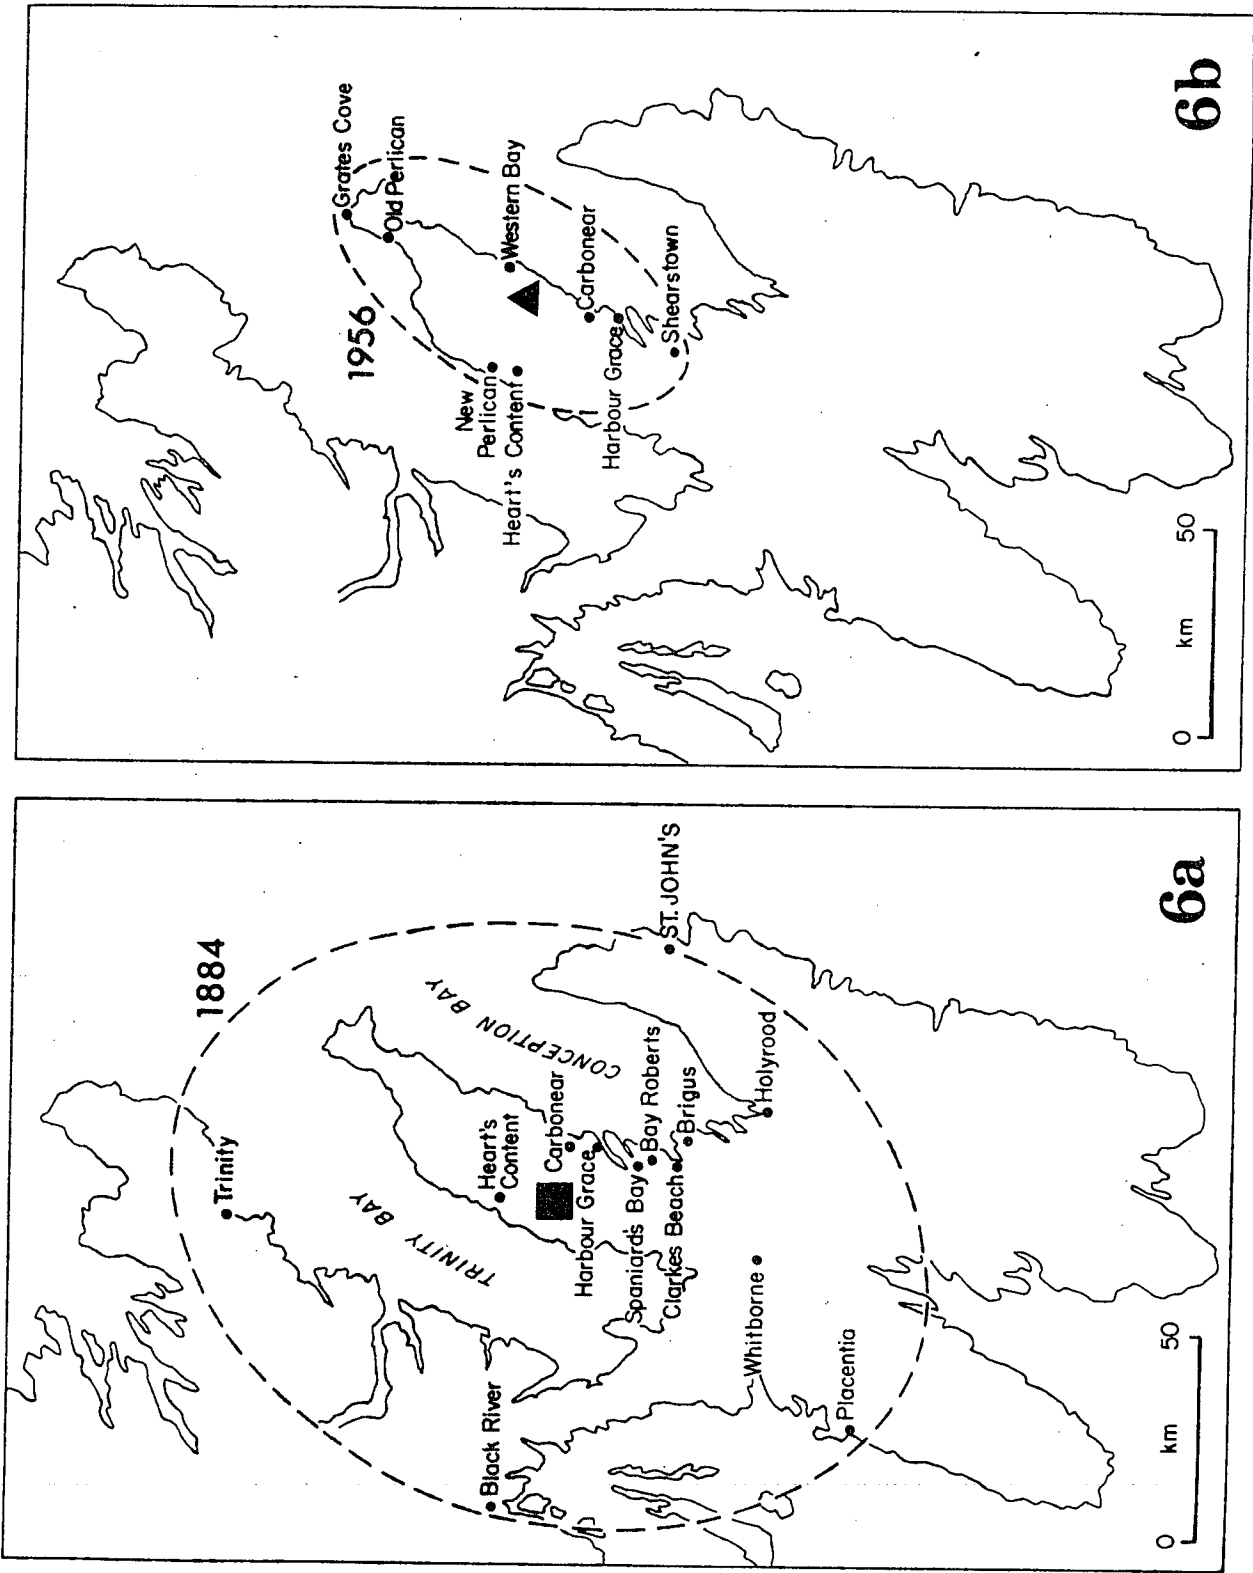 1884
Trinity
TRINITY BAY
CONCEPTION BAY
Heart's
Content
Carbonear
Harbour Grace
Spaniard's Bay
Bay Roberts
Clarkes Beach
Brigus
Holyrood
ST. JOHN'S
Black River
Whitborne
Placentia
0 km 50
6a
1956
Grates Cove
Old Perlican
Western Bay
New
Perlican
Heart's Content
Carbonear
Harbour Grace
Shearstown
0 km 50
6b